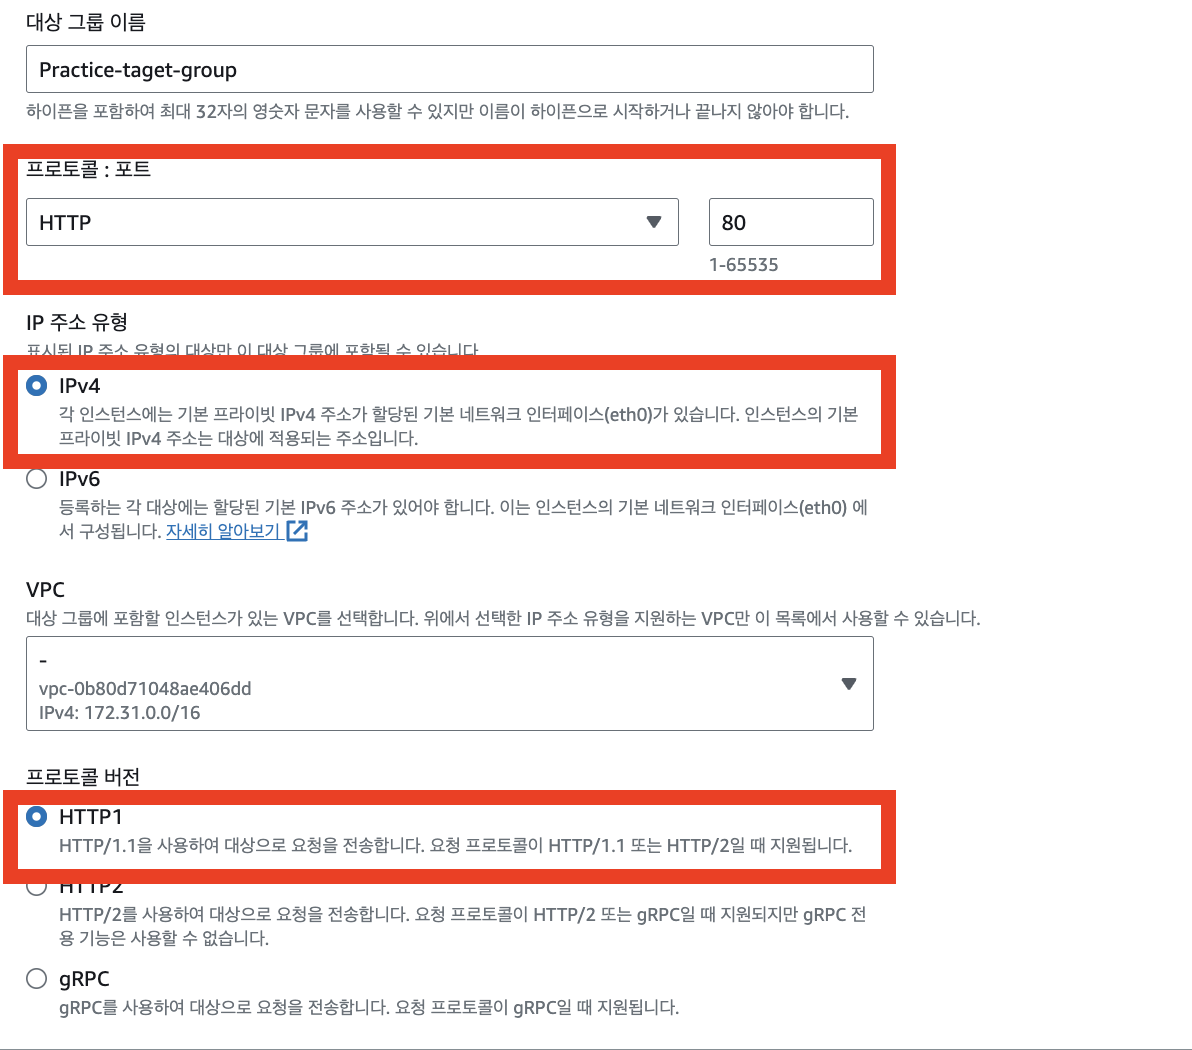 대상 그룹 이름
Practice-taget-group
하이픈을 포함하여 최대 32자의 영숫자 문자를 사용할 수 있지만 이름이 하이픈으로 시작하거나 끝나지 않아야 합니다.
프로토콜 : 포트
HTTP
80
1-65535
IP 주소 유형
표시된 IP 주소 유형의 대상만 이 대상 그룹에 포함될 수 있습니다
IPv4
각 인스턴스에는 기본 프라이빗 IPv4 주소가 할당된 기본 네트워크 인터페이스(eth0)가 있습니다. 인스턴스의 기본
프라이빗 IPv4 주소는 대상에 적용되는 주소입니다.
IPv6
등록하는 각 대상에는 할당된 기본 IPv6 주소가 있어야 합니다. 이는 인스턴스의 기본 네트워크 인터페이스(eth0) 에
서 구성됩니다. 자세히 알아보기
VPC
대상 그룹에 포함할 인스턴스가 있는 VPC를 선택합니다. 위에서 선택한 IP 주소 유형을 지원하는 VPC만 이 목록에서 사용할 수 있습니다.
-
vpc-0b80d71048ae406dd
IPv4: 172.31.0.0/16
프로토콜 버전
HTTP1
HTTP/1.1을 사용하여 대상으로 요청을 전송합니다. 요청 프로토콜이 HTTP/1.1 또는 HTTP/2일 때 지원됩니다.
HTTP2
HTTP/2를 사용하여 대상으로 요청을 전송합니다. 요청 프로토콜이 HTTP/2 또는 gRPC일 때 지원되지만 gRPC 전
용 기능은 사용할 수 없습니다.
gRPC
gRPC를 사용하여 대상으로 요청을 전송합니다. 요청 프로토콜이 gRPC일 때 지원됩니다.